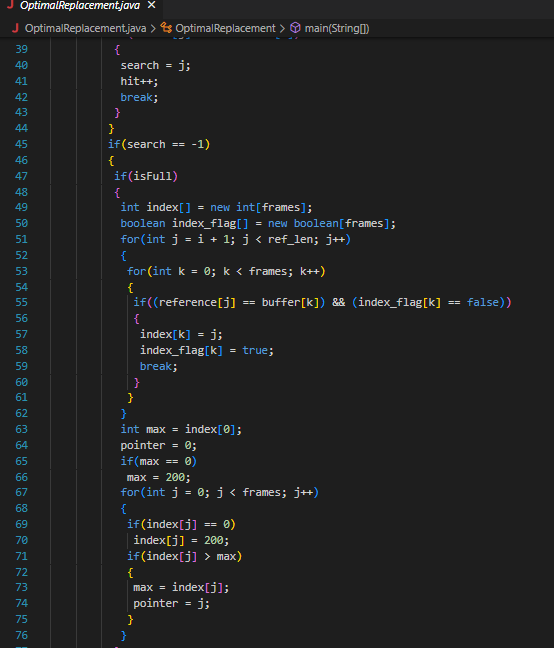 OptimalReplacement.java
OptimalReplacement.java > OptimalReplacement > main(String[])
39 {
40 search = j;
41 hit++;
42 break;
43 }
44 }
45 if(search == -1)
46 {
47 if(isFull)
48 {
49 int index[] = new int[frames];
50 boolean index_flag[] = new boolean[frames];
51 for(int j = i + 1; j < ref_len; j++)
52 {
53 for(int k = 0; k < frames; k++)
54 {
55 if((reference[j] == buffer[k]) && (index_flag[k] == false))
56 {
57 index[k] = j;
58 index_flag[k] = true;
59 break;
60 }
61 }
62 }
63 int max = index[0];
64 pointer = 0;
65 if(max == 0)
66 max = 200;
67 for(int j = 0; j < frames; j++)
68 {
69 if(index[j] == 0)
70 index[j] = 200;
71 if(index[j] > max)
72 {
73 max = index[j];
74 pointer = j;
75 }
76 }